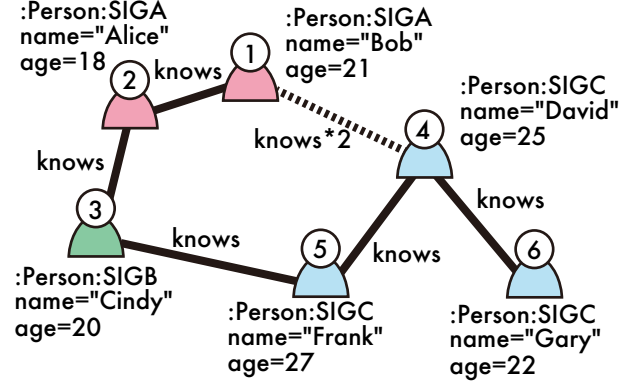 :Person:SIGA
name="Alice"
age=18
2
knows
1
:Person:SIGA
name="Bob"
age=21
knows*2
4
:Person:SIGC
name="David"
age=25
knows
3
:Person:SIGB
name="Cindy"
age=20
knows
5
:Person:SIGC
name="Frank"
age=27
knows
knows
6
:Person:SIGC
name="Gary"
age=22